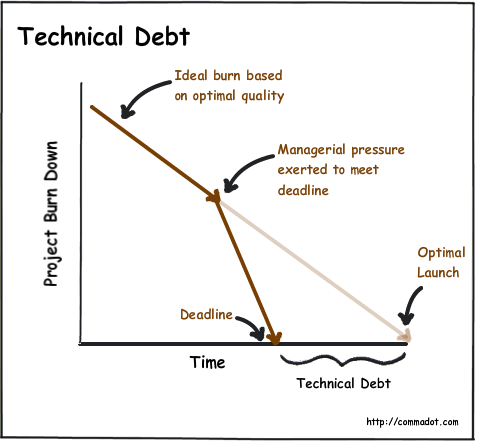 Technical Debt
Ideal burn based
on optimal quality
Managerial pressure
exerted to meet
deadline
Project Burn Down
Optimal
Launch
Deadline
Time
Technical Debt
http://commadot.com